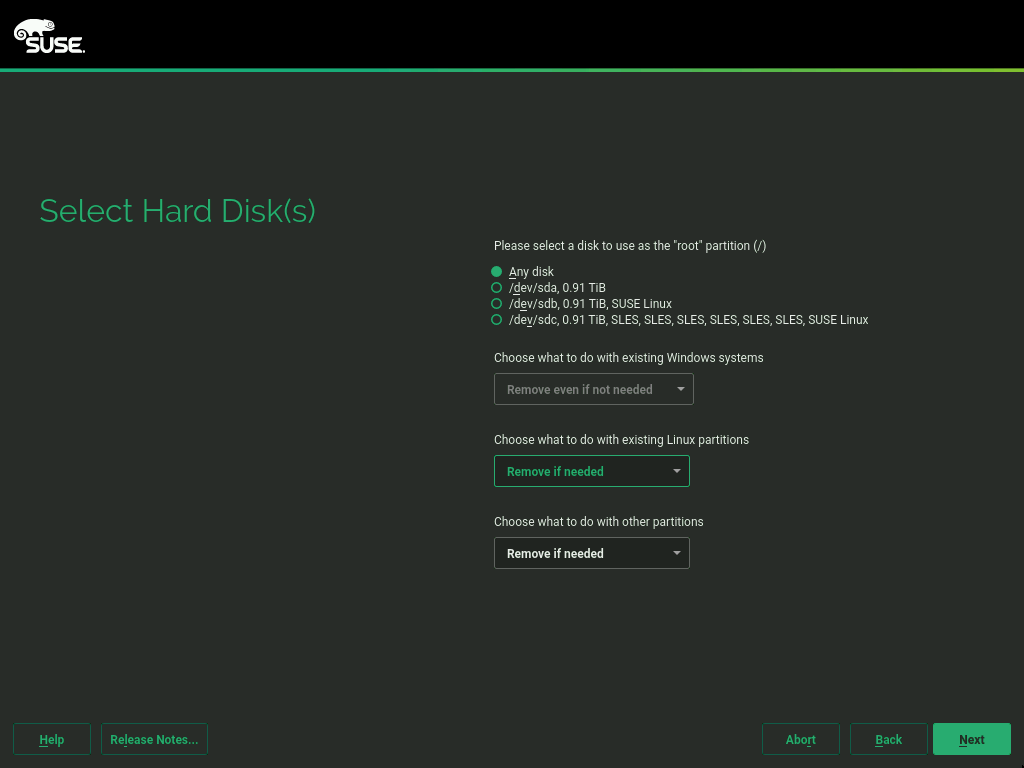 SUSE.
Select Hard Disk(s)
Please select a disk to use as the "root" partition (/)
Any disk
/dev/sda, 0.91 TiB
/dev/sdb, 0.91 TiB, SUSE Linux
/dev/sdc, 0.91 TiB, SLES, SLES, SLES, SLES, SLES, SLES, SUSE Linux
Choose what to do with existing Windows systems
Remove even if not needed
Choose what to do with existing Linux partitions
Remove if needed
Choose what to do with other partitions
Remove if needed
Help Release Notes... Abort Back Next